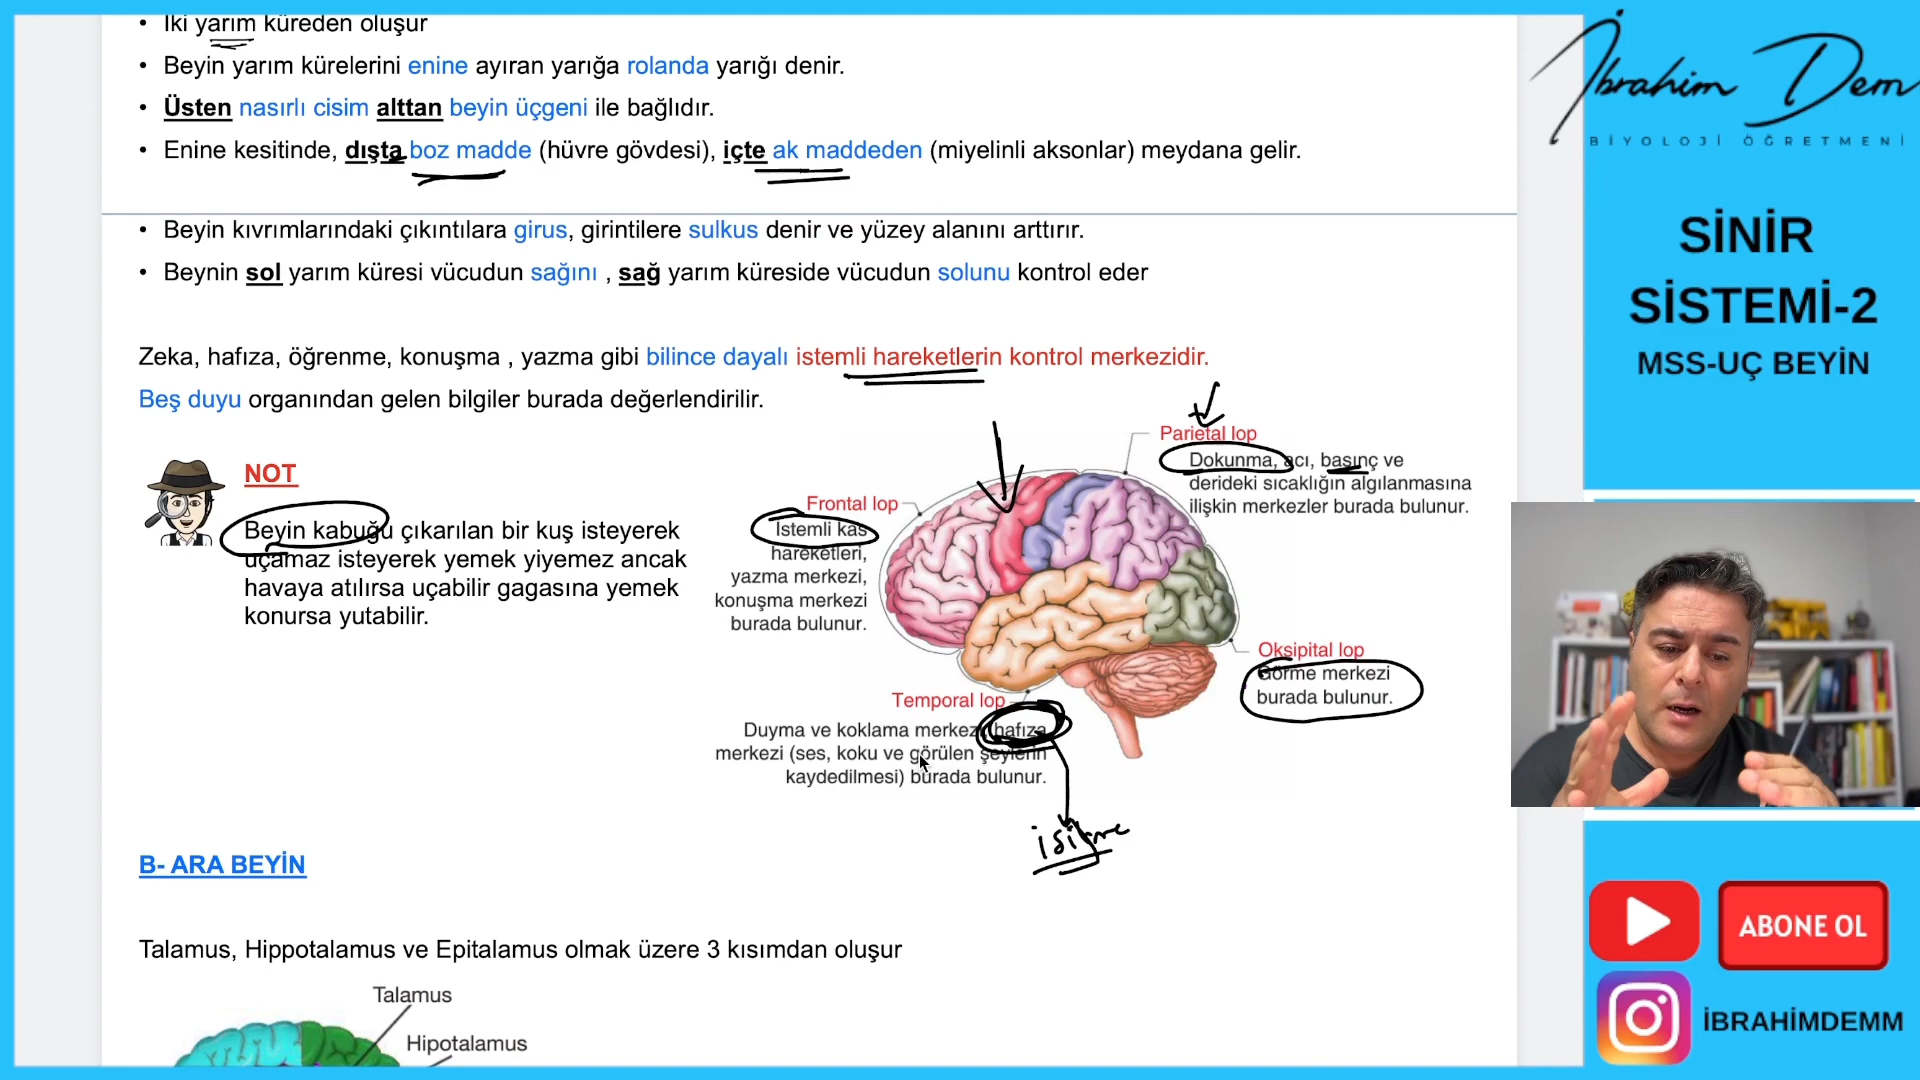 • İki yarım küreden oluşur
• Beyin yarım kürelerini enine ayıran yarığa rolanda yarığı denir.
• Üsten nasırlı cisim alttan beyin üçgeni ile bağlıdır.
• Enine kesitinde, dışta boz madde (hüvre gövdesi), içte ak maddeden (miyelinli aksonlar) meydana gelir.
• Beyin kıvrımlarındaki çıkıntılara girus, girintilere sulkus denir ve yüzey alanını arttırır.
• Beynin sol yarım küresi vücudun sağını , sağ yarım küreside vücudun solunu kontrol eder
Zeka, hafıza, öğrenme, konuşma , yazma gibi bilince dayalı istemli hareketlerin kontrol merkezidir.
Beş duyu organından gelen bilgiler burada değerlendirilir.
NOT
Beyin kabuğu çıkarılan bir kuş isteyerek
uçamaz isteyerek yemek yiyemez ancak
havaya atılırsa uçabilir gagasına yemek
konursa yutabilir.
Frontal lop
İstemli kas
hareketleri,
yazma merkezi,
konuşma merkezi
burada bulunur.
Parietal lop
Dokunma, acı, basınç ve
derideki sıcaklığın algılanmasına
ilişkin merkezler burada bulunur.
Oksipital lop
Görme merkezi
burada bulunur.
Temporal lop
Duyma ve koklama merkezi, hafıza
merkezi (ses, koku ve görülen şeylerin
kaydedilmesi) burada bulunur.
B- ARA BEYİN
Talamus, Hippotalamus ve Epitalamus olmak üzere 3 kısımdan oluşur
Talamus
Hipotalamus
İbrahim Dem
BİYOLOJİ ÖĞRETMENİ
SİNİR
SİSTEMİ-2
MSS-UÇ BEYİN
ABONE OL
İBRAHİMDEMM